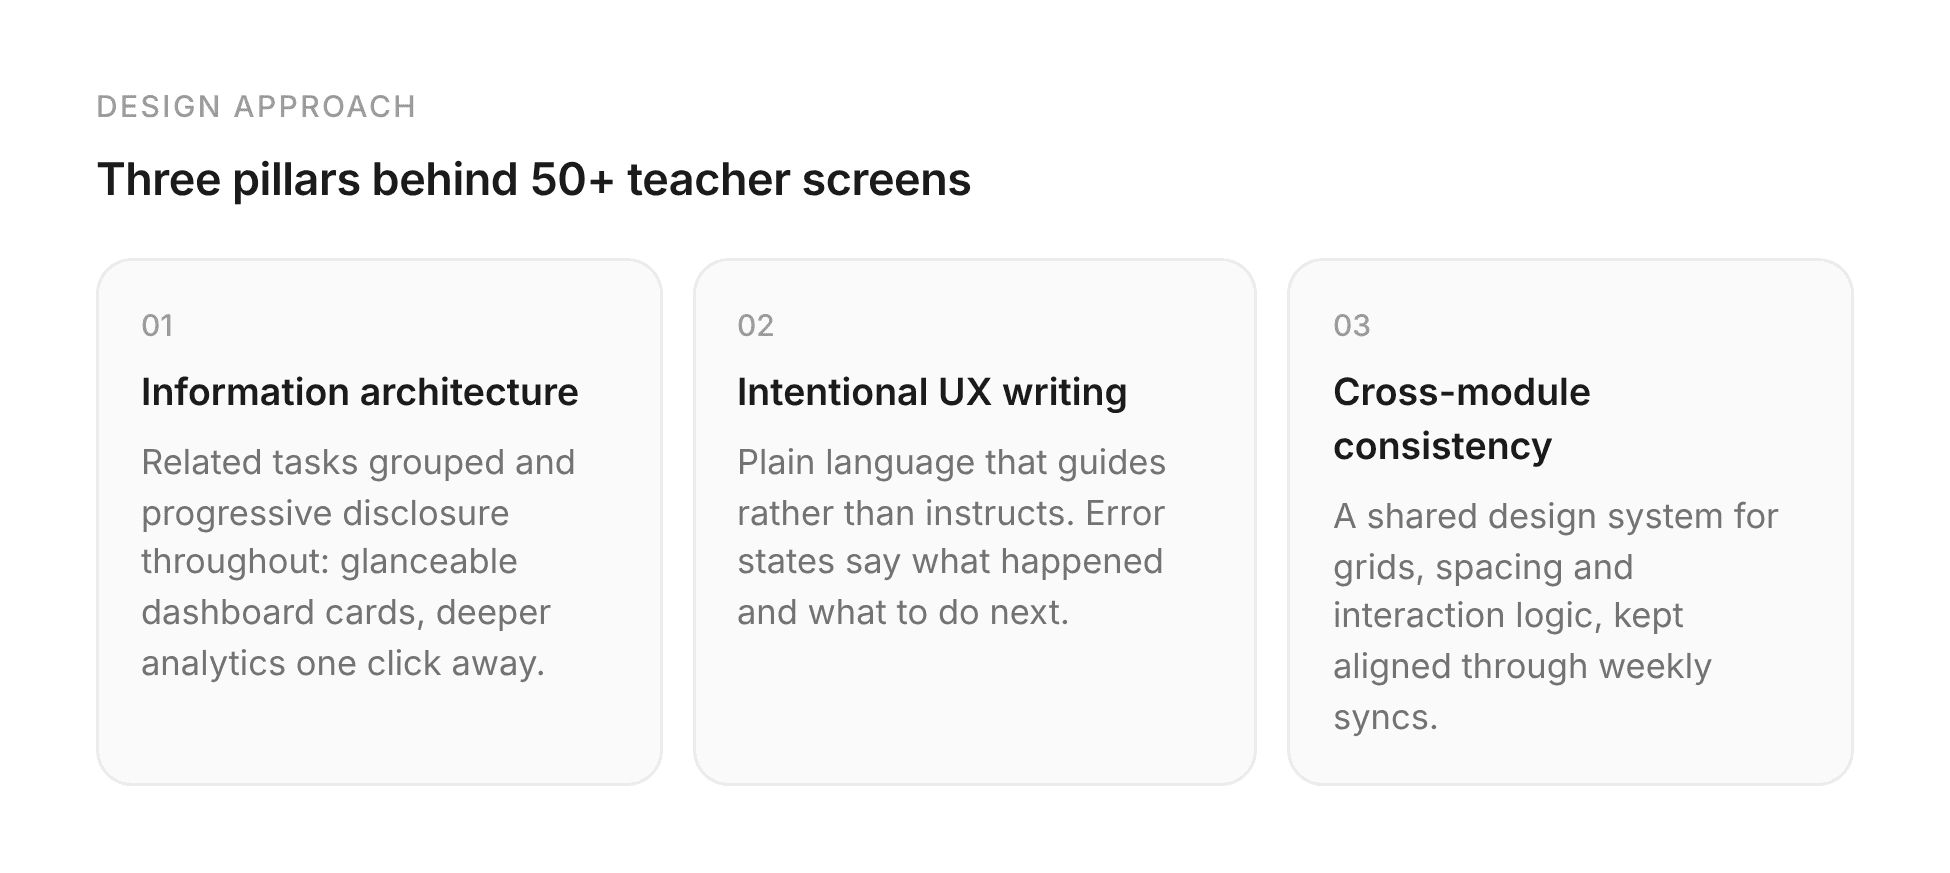 DESIGN APPROACH
Three pillars behind 50+ teacher screens
01
Information architecture
Related tasks grouped and
progressive disclosure
throughout: glanceable
dashboard cards, deeper
analytics one click away.
02
Intentional UX writing
Plain language that guides
rather than instructs. Error
states say what happened
and what to do next.
03
Cross-module
consistency
A shared design system for
grids, spacing and
interaction logic, kept
aligned through weekly
syncs.